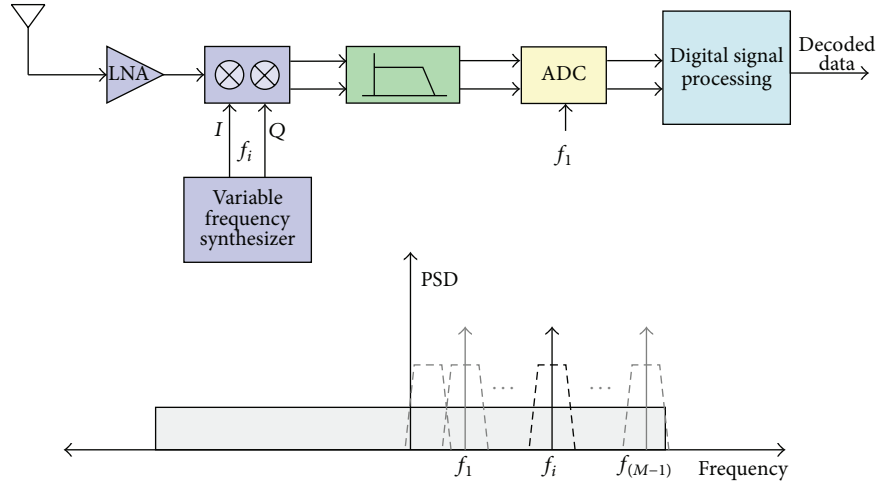 LNA
I
Q
f_i
Variable
frequency
synthesizer
ADC
f_1
Digital signal
processing
Decoded
data
PSD
...
...
f_1
f_i
f_(M−1)
Frequency